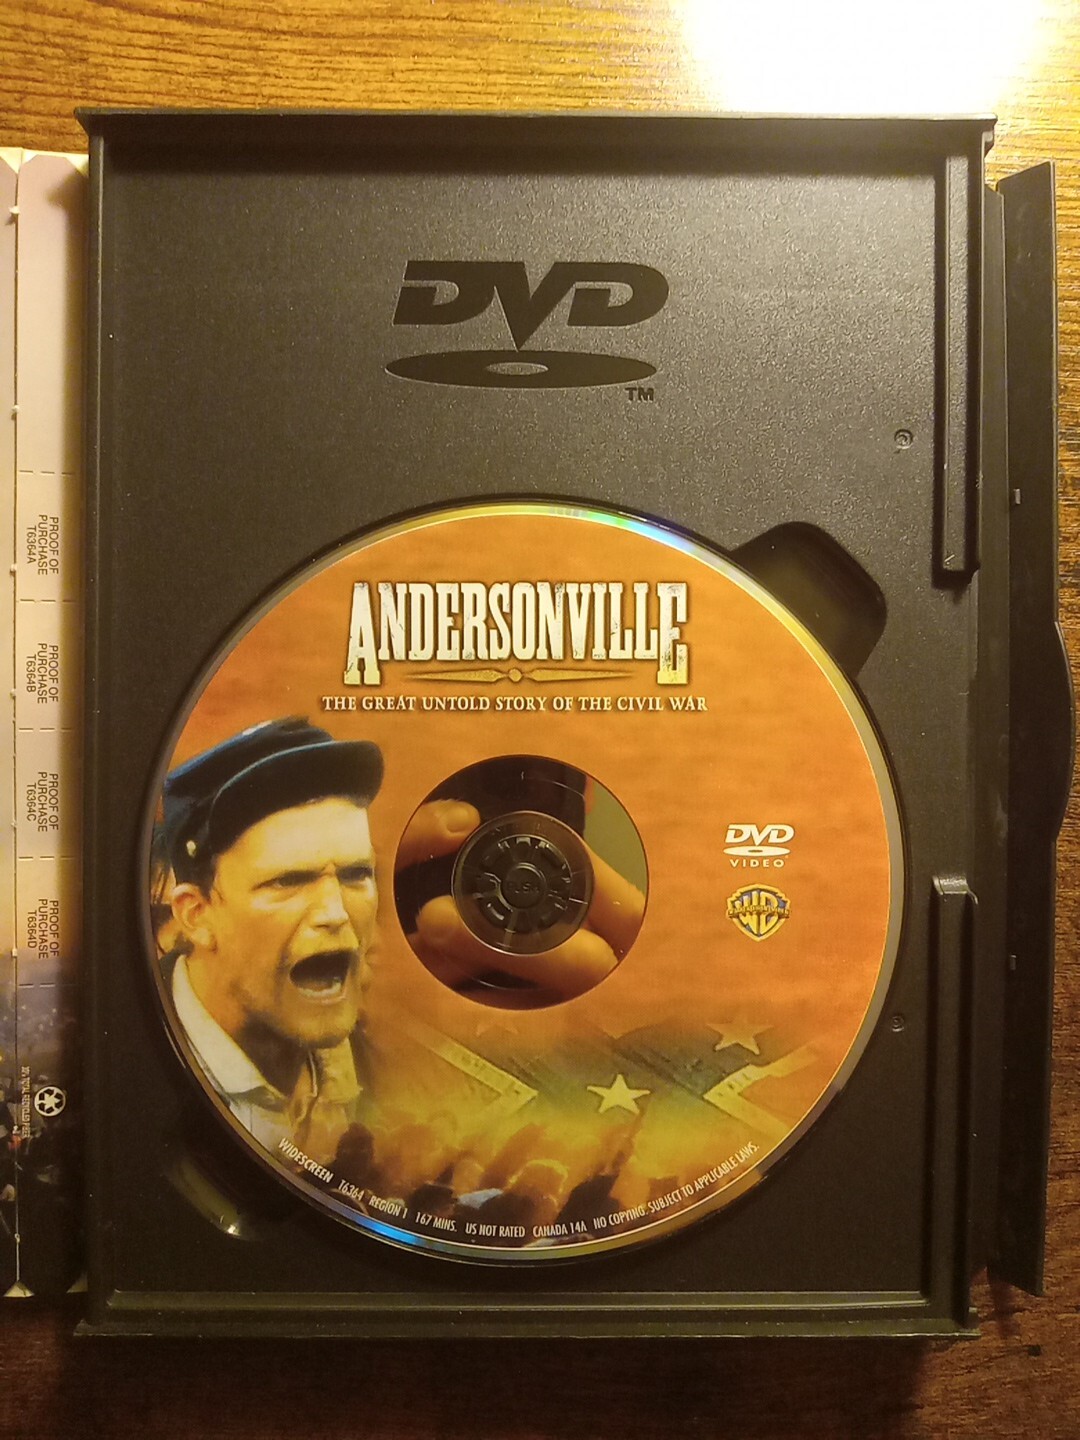 DVD
TM
ANDERSONVILLE
THE GREAT UNTOLD STORY OF THE CIVIL WAR
DVD
VIDEO
WB
PUSH
WIDESCREEN T6364 REGION 1 167 MINS. US NOT RATED CANADA 14A NO COPYING. SUBJECT TO APPLICABLE LAWS.
PROOF OF
PURCHASE
T6364A
PROOF OF
PURCHASE
T6364B
PROOF OF
PURCHASE
T6364C
PROOF OF
PURCHASE
T6364D